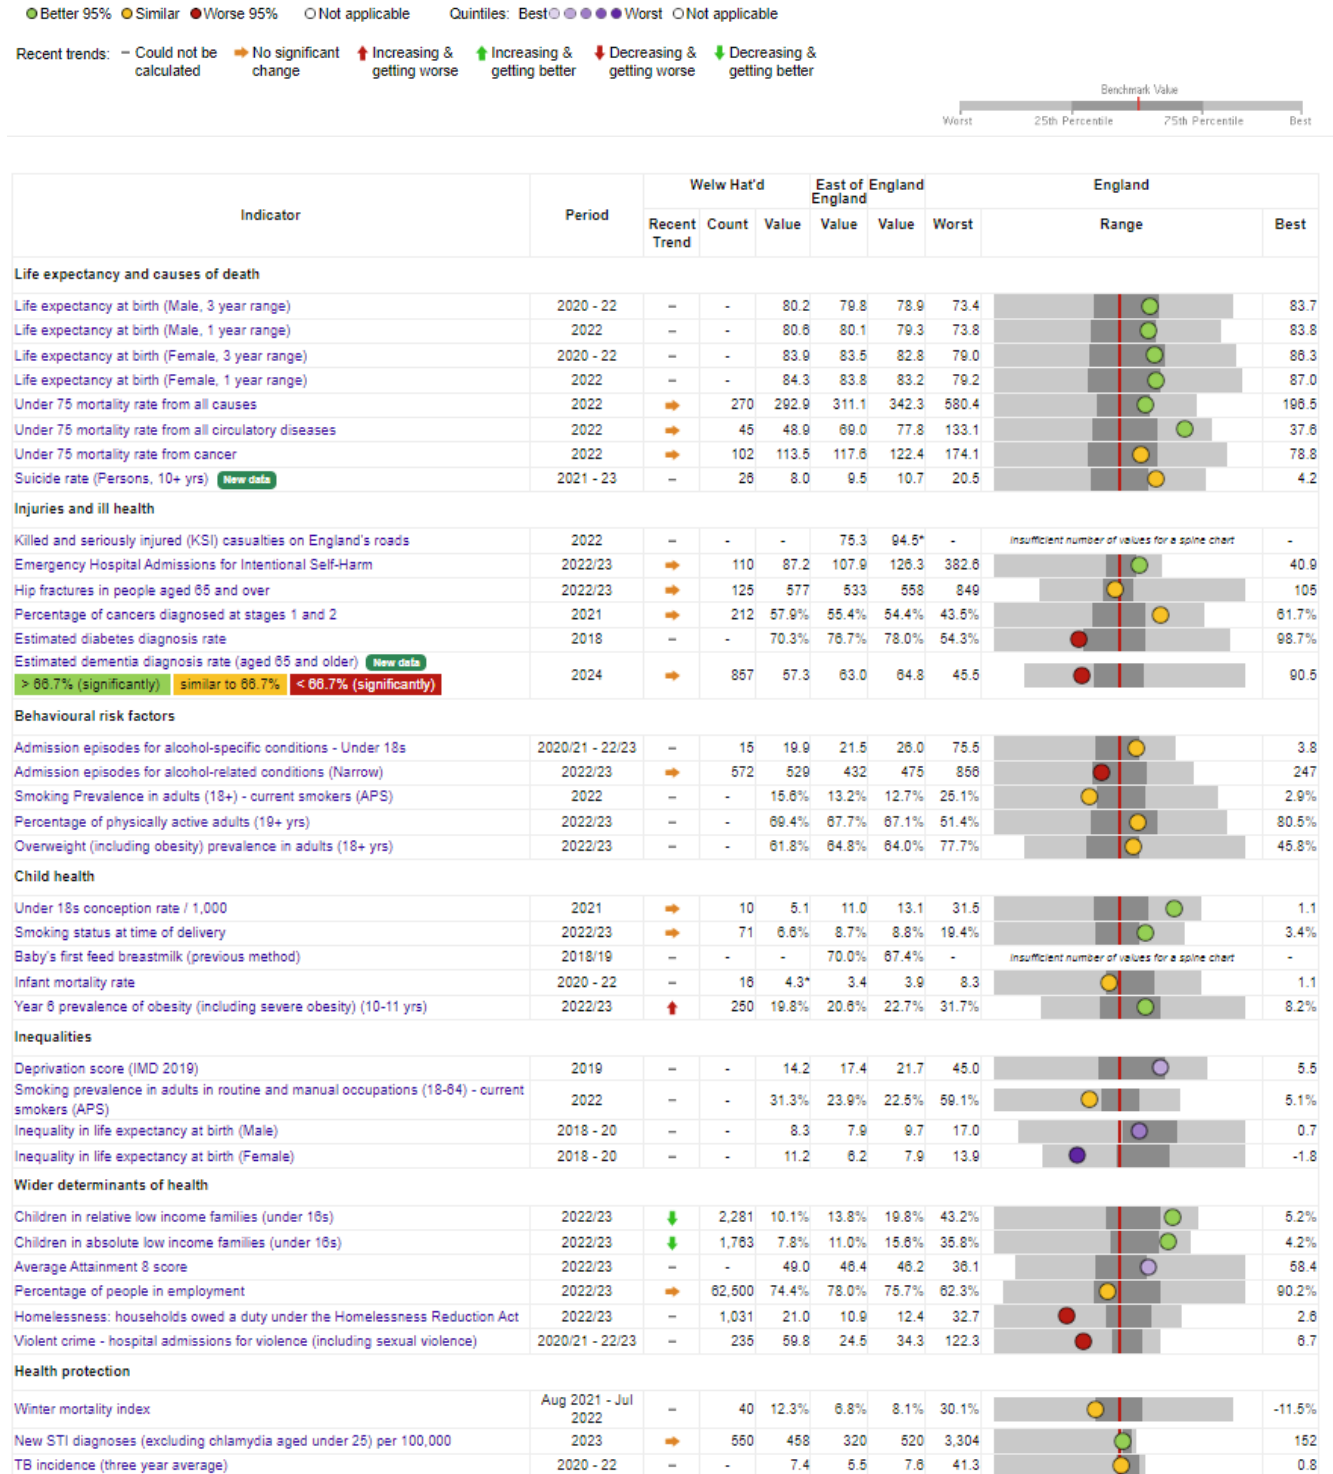 Better 95% Similar Worse 95% Not applicable Quintiles: Best Worst Not applicable
Recent trends: – Could not be calculated No significant change Increasing & getting worse Increasing & getting better Decreasing & getting worse Decreasing & getting better
Benchmark Value
Worst 25th Percentile 75th Percentile Best
Indicator Period Welw Hat'd East of England England England
Recent Trend Count Value Value Value Worst Range Best
Life expectancy and causes of death
Life expectancy at birth (Male, 3 year range) 2020 - 22 – - 80.2 79.8 78.9 73.4 83.7
Life expectancy at birth (Male, 1 year range) 2022 – - 80.6 80.1 79.3 73.8 83.8
Life expectancy at birth (Female, 3 year range) 2020 - 22 – - 83.9 83.5 82.8 79.0 86.3
Life expectancy at birth (Female, 1 year range) 2022 – - 84.3 83.8 83.2 79.2 87.0
Under 75 mortality rate from all causes 2022 270 292.9 311.1 342.3 580.4 196.5
Under 75 mortality rate from all circulatory diseases 2022 45 48.9 69.0 77.8 133.1 37.6
Under 75 mortality rate from cancer 2022 102 113.5 117.6 122.4 174.1 78.8
Suicide rate (Persons, 10+ yrs) New data 2021 - 23 – 26 8.0 9.5 10.7 20.5 4.2
Injuries and ill health
Killed and seriously injured (KSI) casualties on England's roads 2022 – - - 75.3 94.5* - Insufficient number of values for a spine chart -
Emergency Hospital Admissions for Intentional Self-Harm 2022/23 110 87.2 107.9 126.3 382.6 40.9
Hip fractures in people aged 65 and over 2022/23 125 577 533 558 849 105
Percentage of cancers diagnosed at stages 1 and 2 2021 212 57.9% 55.4% 54.4% 43.5% 61.7%
Estimated diabetes diagnosis rate 2018 – - 70.3% 76.7% 78.0% 54.3% 98.7%
Estimated dementia diagnosis rate (aged 65 and older) New data
> 66.7% (significantly) similar to 66.7% < 66.7% (significantly) 2024 857 57.3 63.0 64.8 45.5 90.5
Behavioural risk factors
Admission episodes for alcohol-specific conditions - Under 18s 2020/21 - 22/23 – 15 19.9 21.5 26.0 75.5 3.8
Admission episodes for alcohol-related conditions (Narrow) 2022/23 572 529 432 475 856 247
Smoking Prevalence in adults (18+) - current smokers (APS) 2022 – - 15.6% 13.2% 12.7% 25.1% 2.9%
Percentage of physically active adults (19+ yrs) 2022/23 – - 69.4% 67.7% 67.1% 51.4% 80.5%
Overweight (including obesity) prevalence in adults (18+ yrs) 2022/23 – - 61.8% 64.8% 64.0% 77.7% 45.8%
Child health
Under 18s conception rate / 1,000 2021 10 5.1 11.0 13.1 31.5 1.1
Smoking status at time of delivery 2022/23 71 6.6% 8.7% 8.8% 19.4% 3.4%
Baby's first feed breastmilk (previous method) 2018/19 – - - 70.0% 67.4% - Insufficient number of values for a spine chart -
Infant mortality rate 2020 - 22 – 16 4.3* 3.4 3.9 8.3 1.1
Year 6 prevalence of obesity (including severe obesity) (10-11 yrs) 2022/23 250 19.8% 20.6% 22.7% 31.7% 8.2%
Inequalities
Deprivation score (IMD 2019) 2019 – - 14.2 17.4 21.7 45.0 5.5
Smoking prevalence in adults in routine and manual occupations (18-64) - current
smokers (APS) 2022 – - 31.3% 23.9% 22.5% 59.1% 5.1%
Inequality in life expectancy at birth (Male) 2018 - 20 – - 8.3 7.9 9.7 17.0 0.7
Inequality in life expectancy at birth (Female) 2018 - 20 – - 11.2 6.2 7.9 13.9 -1.8
Wider determinants of health
Children in relative low income families (under 16s) 2022/23 2,281 10.1% 13.8% 19.8% 43.2% 5.2%
Children in absolute low income families (under 16s) 2022/23 1,763 7.8% 11.0% 15.6% 35.8% 4.2%
Average Attainment 8 score 2022/23 – - 49.0 46.4 46.2 36.1 58.4
Percentage of people in employment 2022/23 62,500 74.4% 78.0% 75.7% 62.3% 90.2%
Homelessness: households owed a duty under the Homelessness Reduction Act 2022/23 – 1,031 21.0 10.9 12.4 32.7 2.6
Violent crime - hospital admissions for violence (including sexual violence) 2020/21 - 22/23 – 235 59.8 24.5 34.3 122.3 6.7
Health protection
Winter mortality index Aug 2021 - Jul 2022 – 40 12.3% 6.8% 8.1% 30.1% -11.5%
New STI diagnoses (excluding chlamydia aged under 25) per 100,000 2023 550 458 320 520 3,304 152
TB incidence (three year average) 2020 - 22 – - 7.4 5.5 7.6 41.3 0.8